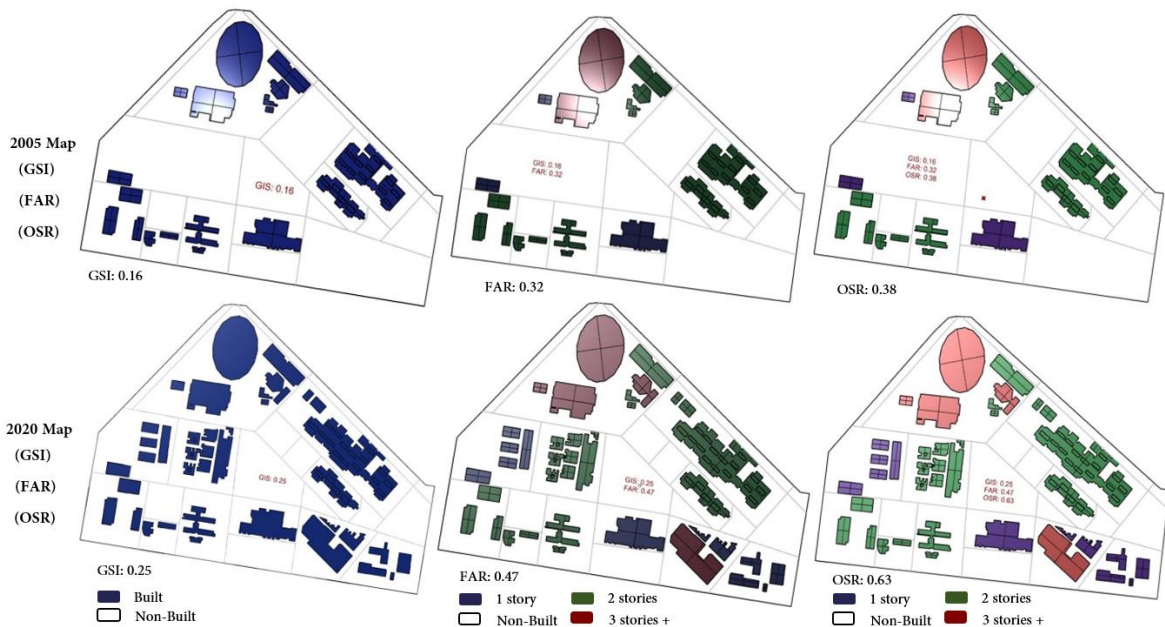 2005 Map
(GSI)
(FAR)
(OSR)
GIS: 0.16
GSI: 0.16
GIS: 0.16
FAR: 0.32
FAR: 0.32
GIS: 0.16
FAR: 0.32
OSR: 0.38
OSR: 0.38
2020 Map
(GSI)
(FAR)
(OSR)
GIS: 0.25
GSI: 0.25
GIS: 0.25
FAR: 0.47
FAR: 0.47
GIS: 0.25
FAR: 0.47
OSR: 0.63
OSR: 0.63
Built
Non-Built
1 story
2 stories
Non-Built
3 stories +
1 story
2 stories
Non-Built
3 stories +